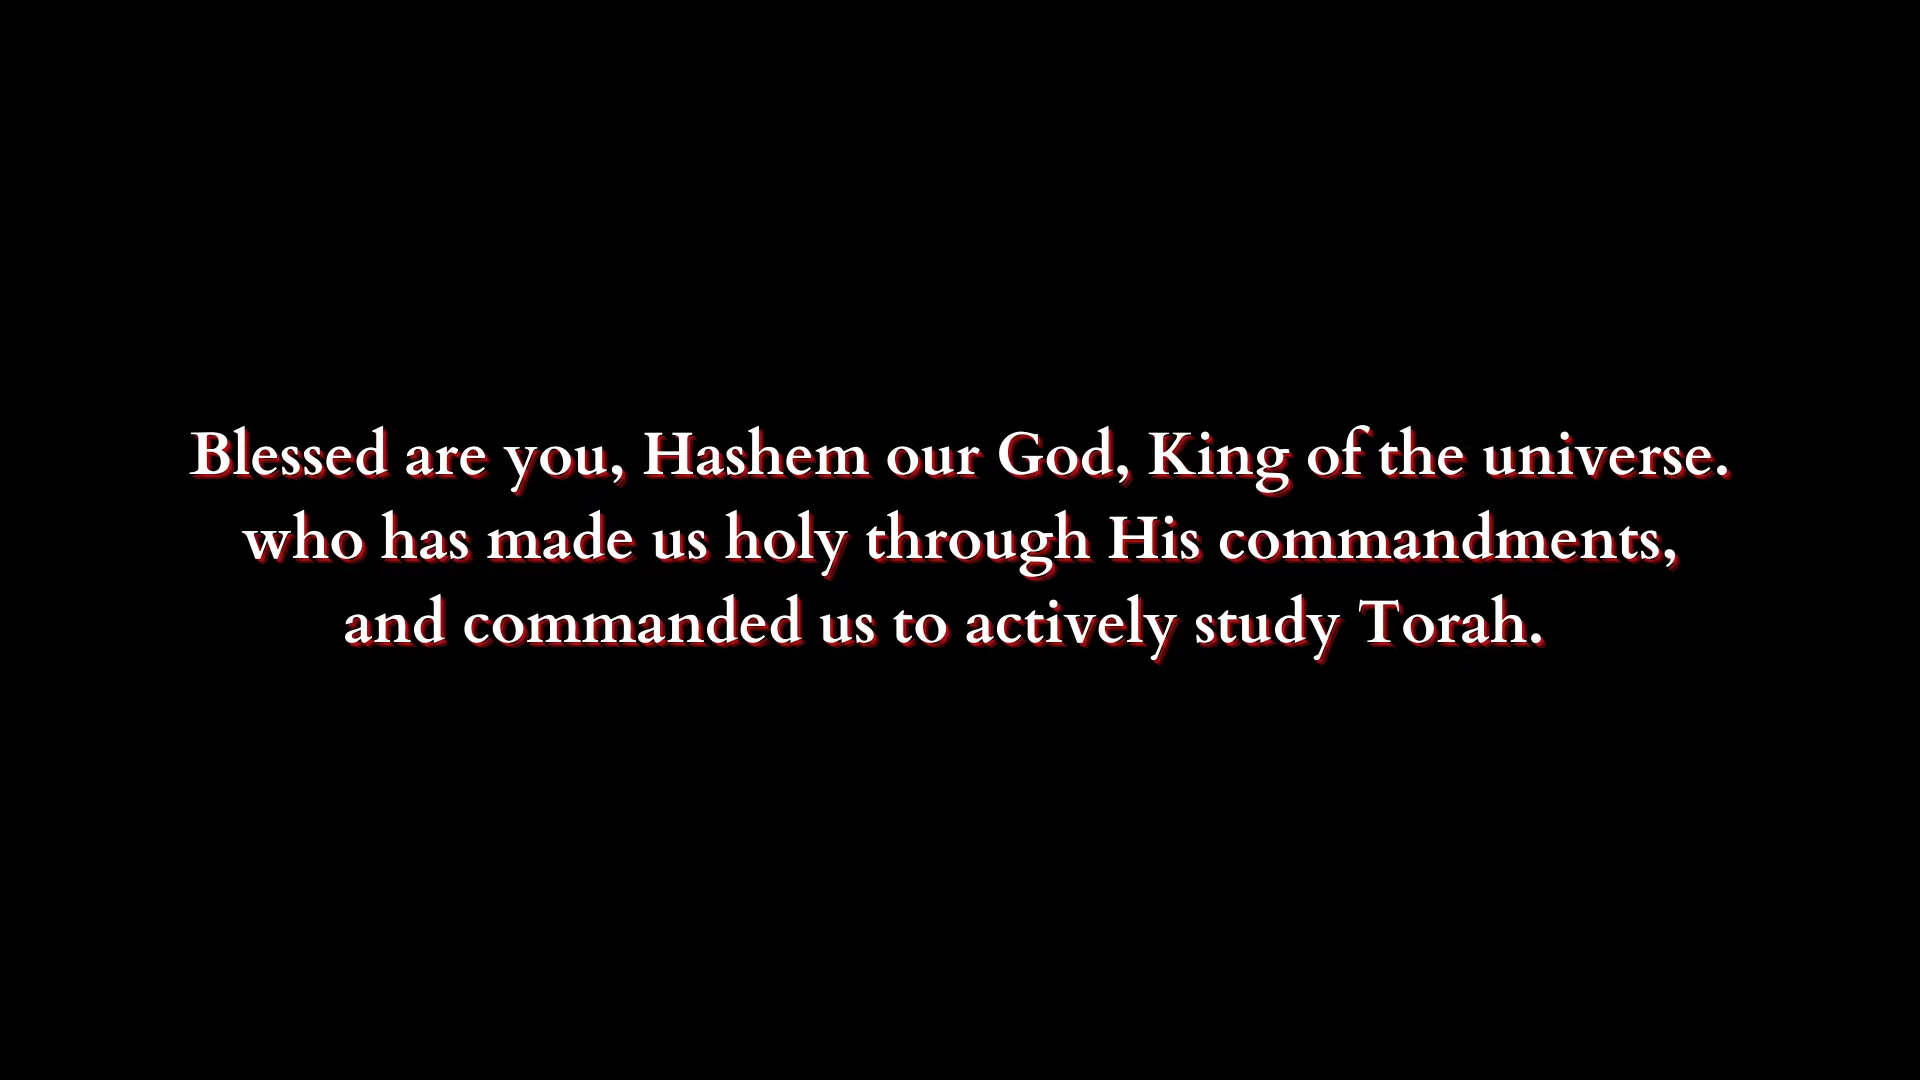 Blessed are you, Hashem our God, King of the universe.
who has made us holy through His commandments,
and commanded us to actively study Torah.